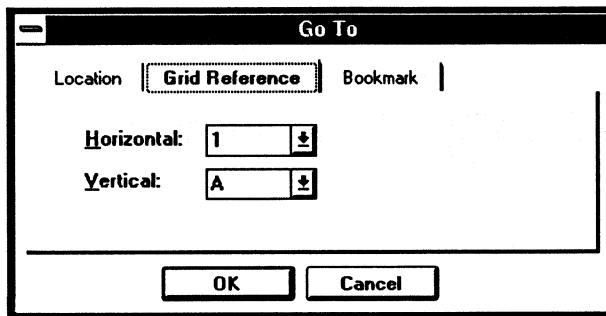 Go To
Location Grid Reference Bookmark
Horizontal: 1
Vertical: A
OK Cancel